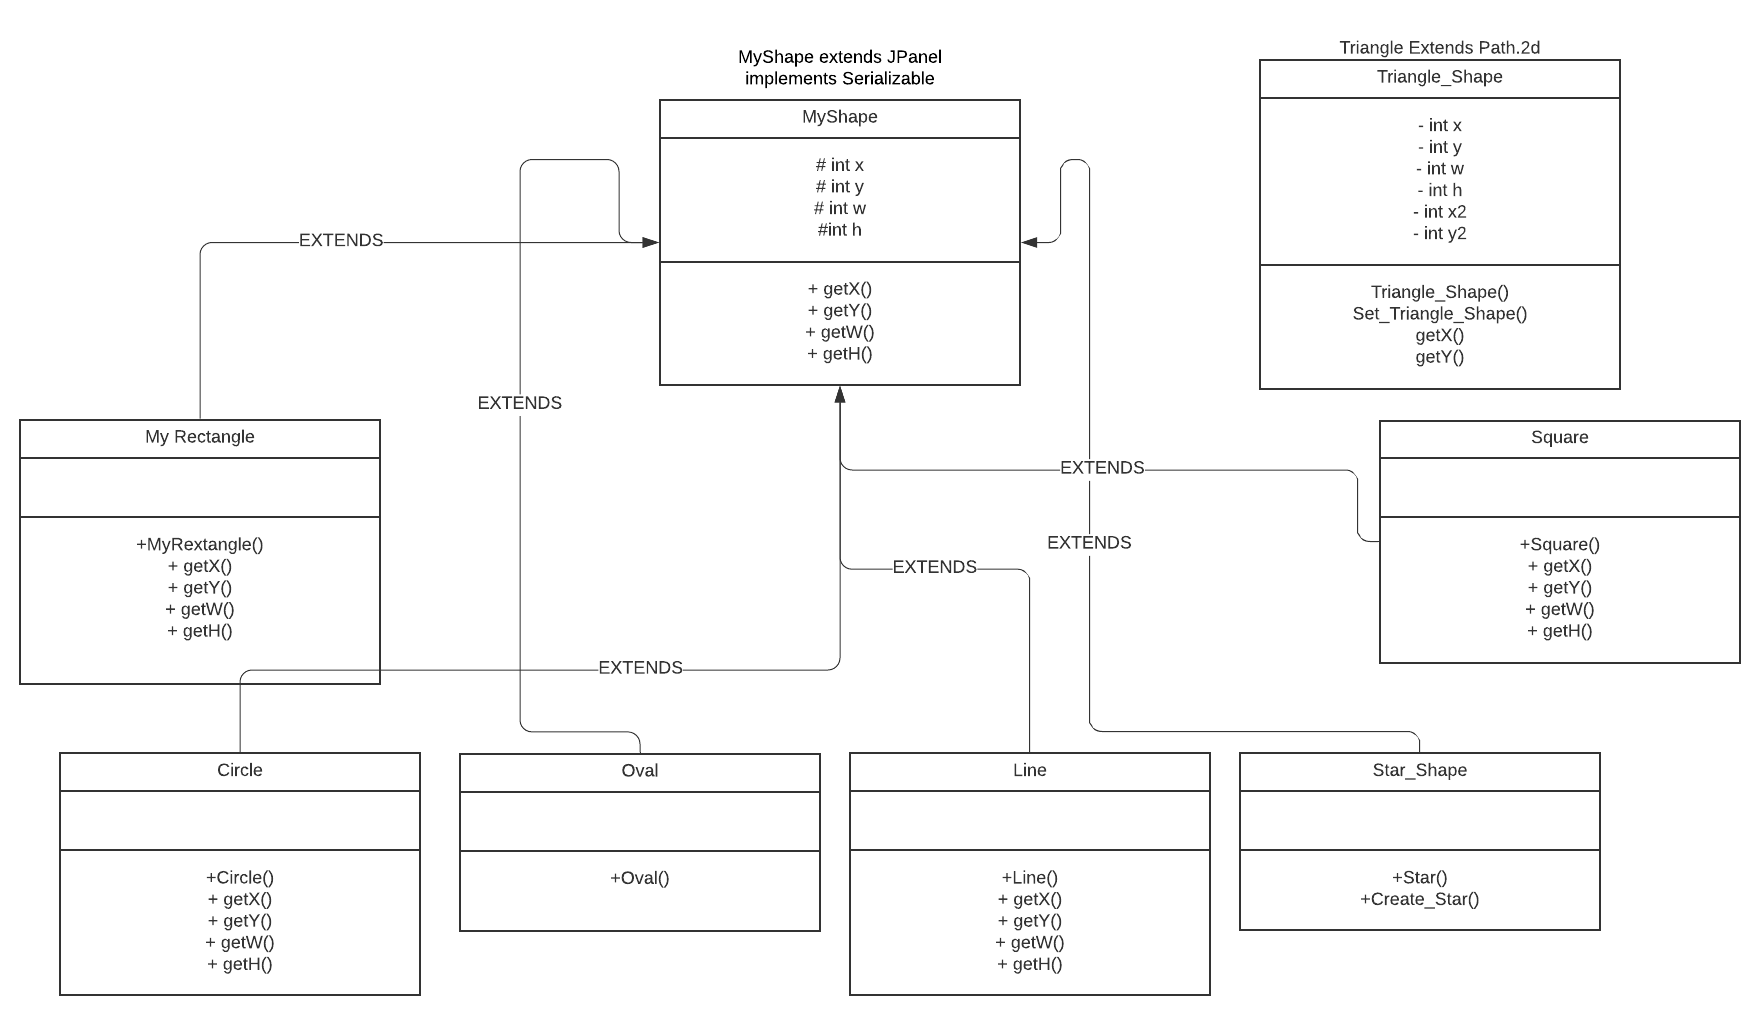 MyShape extends JPanel
implements Serializable
MyShape
# int x
# int y
# int w
#int h
+ getX()
+ getY()
+ getW()
+ getH()
Triangle Extends Path.2d
Triangle_Shape
- int x
- int y
- int w
- int h
- int x2
- int y2
Triangle_Shape()
Set_Triangle_Shape()
getX()
getY()
EXTENDS
EXTENDS
EXTENDS
EXTENDS
EXTENDS
EXTENDS
My Rectangle
+MyRextangle()
+ getX()
+ getY()
+ getW()
+ getH()
Square
+Square()
+ getX()
+ getY()
+ getW()
+ getH()
Circle
+Circle()
+ getX()
+ getY()
+ getW()
+ getH()
Oval
+Oval()
Line
+Line()
+ getX()
+ getY()
+ getW()
+ getH()
Star_Shape
+Star()
+Create_Star()